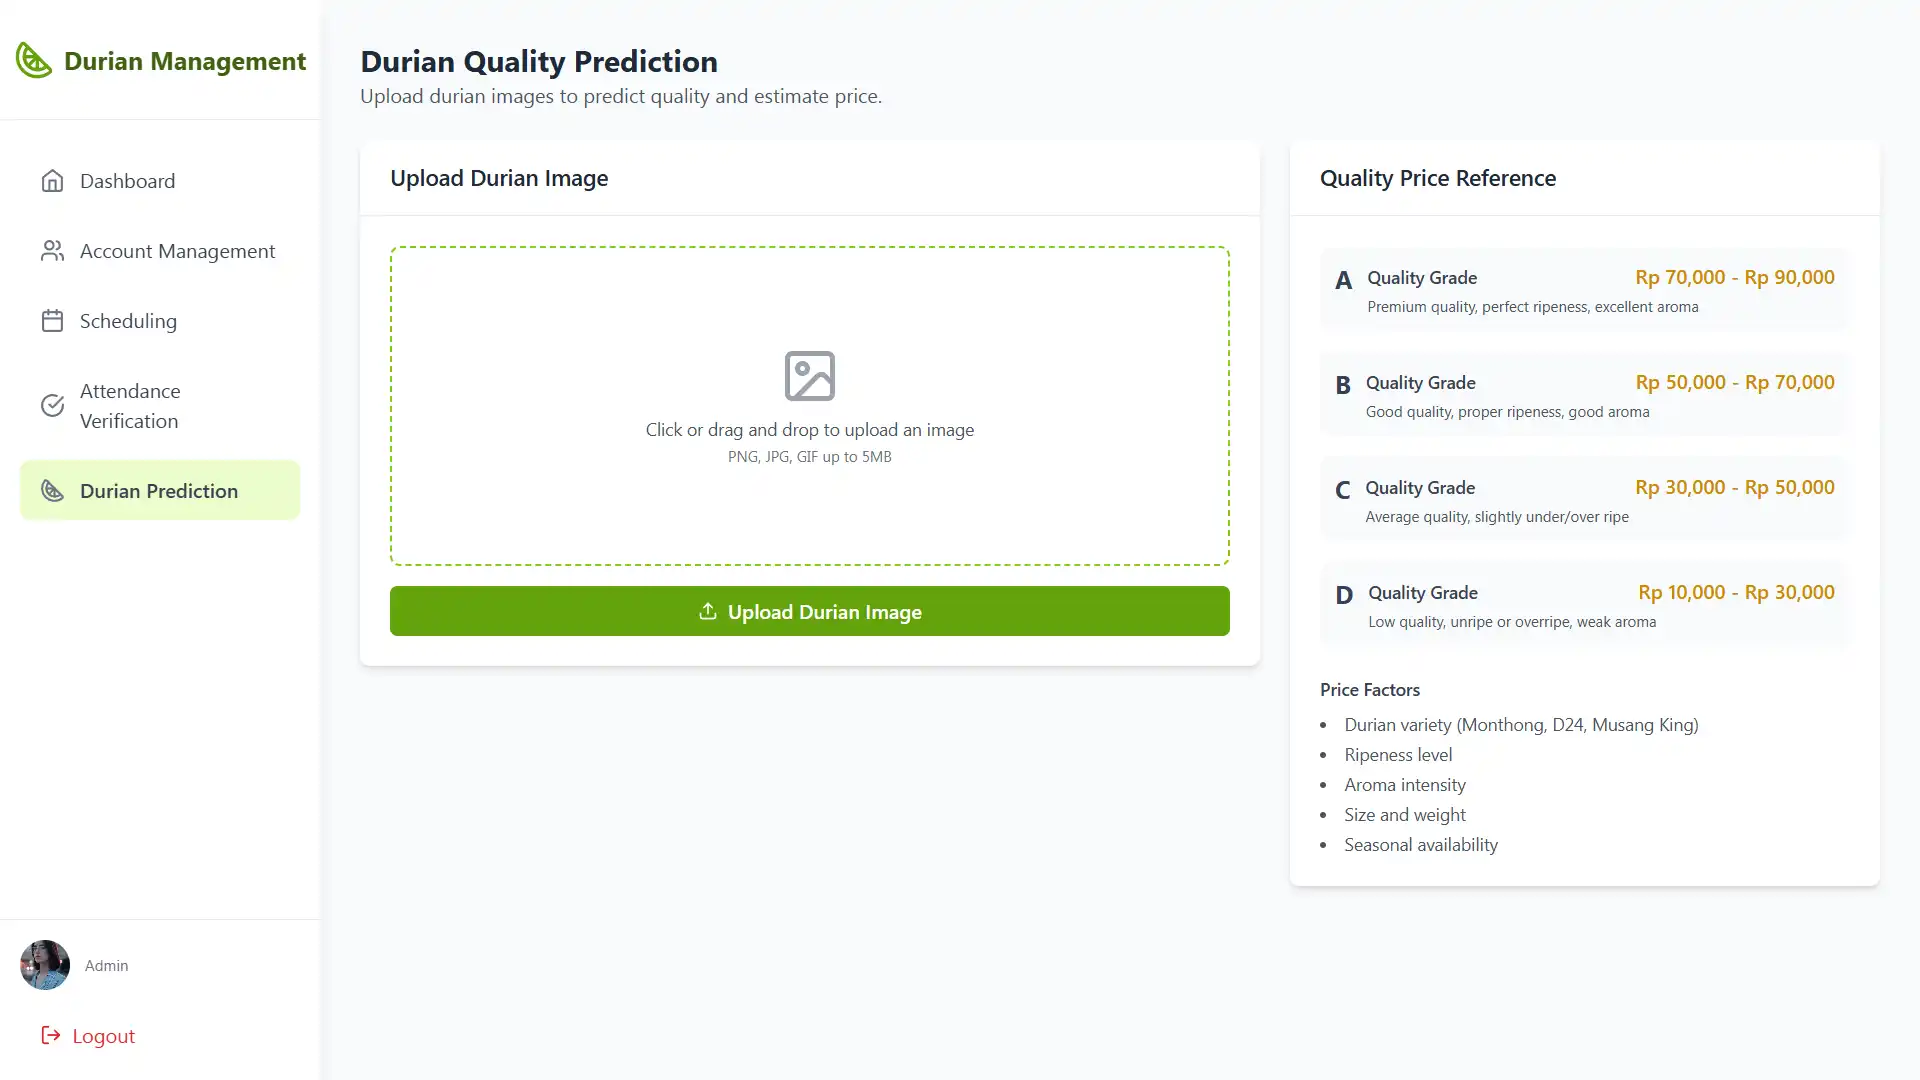 Durian Management
Dashboard
Account Management
Scheduling
Attendance
Verification
Durian Prediction
Admin
Logout
Durian Quality Prediction
Upload durian images to predict quality and estimate price.
Upload Durian Image
Click or drag and drop to upload an image
PNG, JPG, GIF up to 5MB
Upload Durian Image
Quality Price Reference
A Quality Grade Rp 70,000 - Rp 90,000
Premium quality, perfect ripeness, excellent aroma
B Quality Grade Rp 50,000 - Rp 70,000
Good quality, proper ripeness, good aroma
C Quality Grade Rp 30,000 - Rp 50,000
Average quality, slightly under/over ripe
D Quality Grade Rp 10,000 - Rp 30,000
Low quality, unripe or overripe, weak aroma
Price Factors
• Durian variety (Monthong, D24, Musang King)
• Ripeness level
• Aroma intensity
• Size and weight
• Seasonal availability